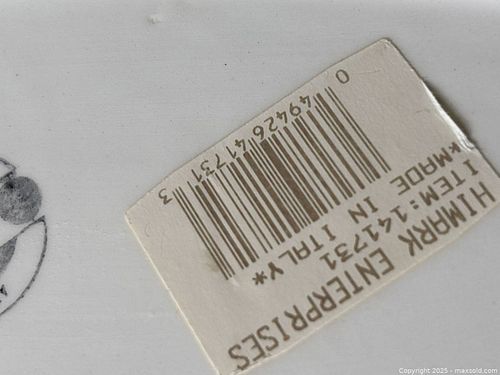 HIMARK ENTERPRISES
ITEM:141731
*MADE IN ITALY*
0 49426 41731 3
Copyright 2025 - maxsold.com